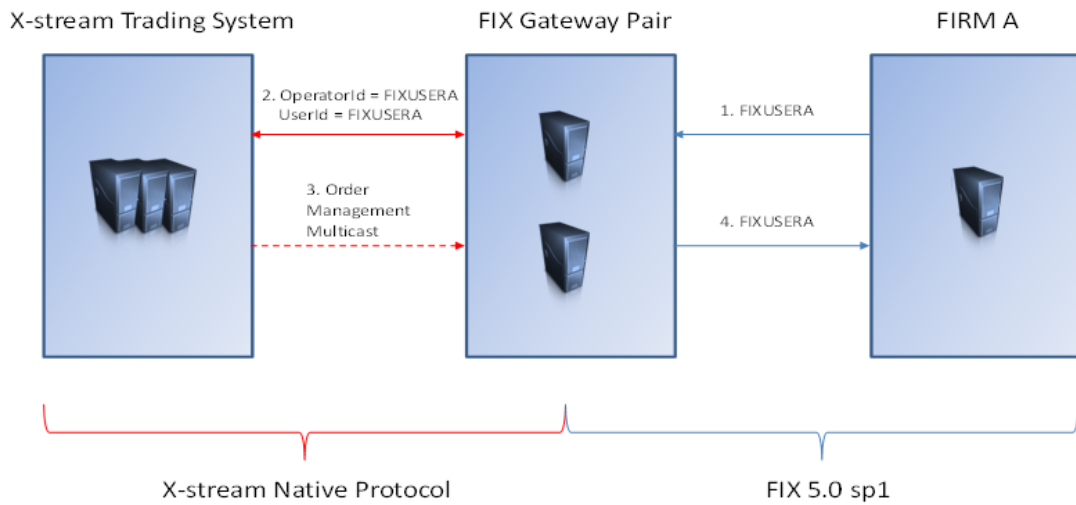 X-stream Trading System
FIX Gateway Pair
FIRM A
2. OperatorId = FIXUSERA
UserId = FIXUSERA
1. FIXUSERA
3. Order
Management
Multicast
4. FIXUSERA
X-stream Native Protocol
FIX 5.0 sp1